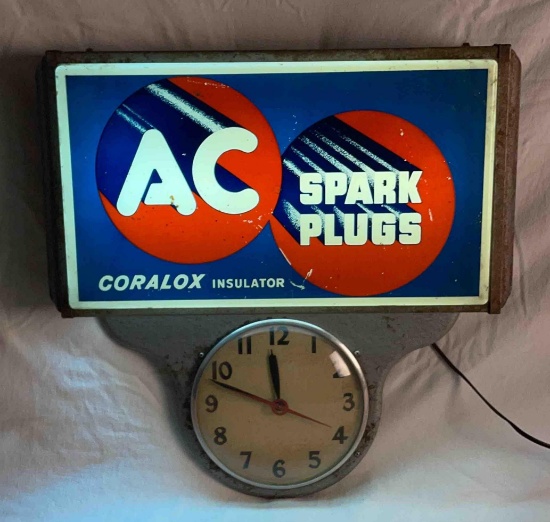 AC
SPARK
PLUGS
CORALOX INSULATOR
12
11 1
10 2
9 3
8 4
7 5
6